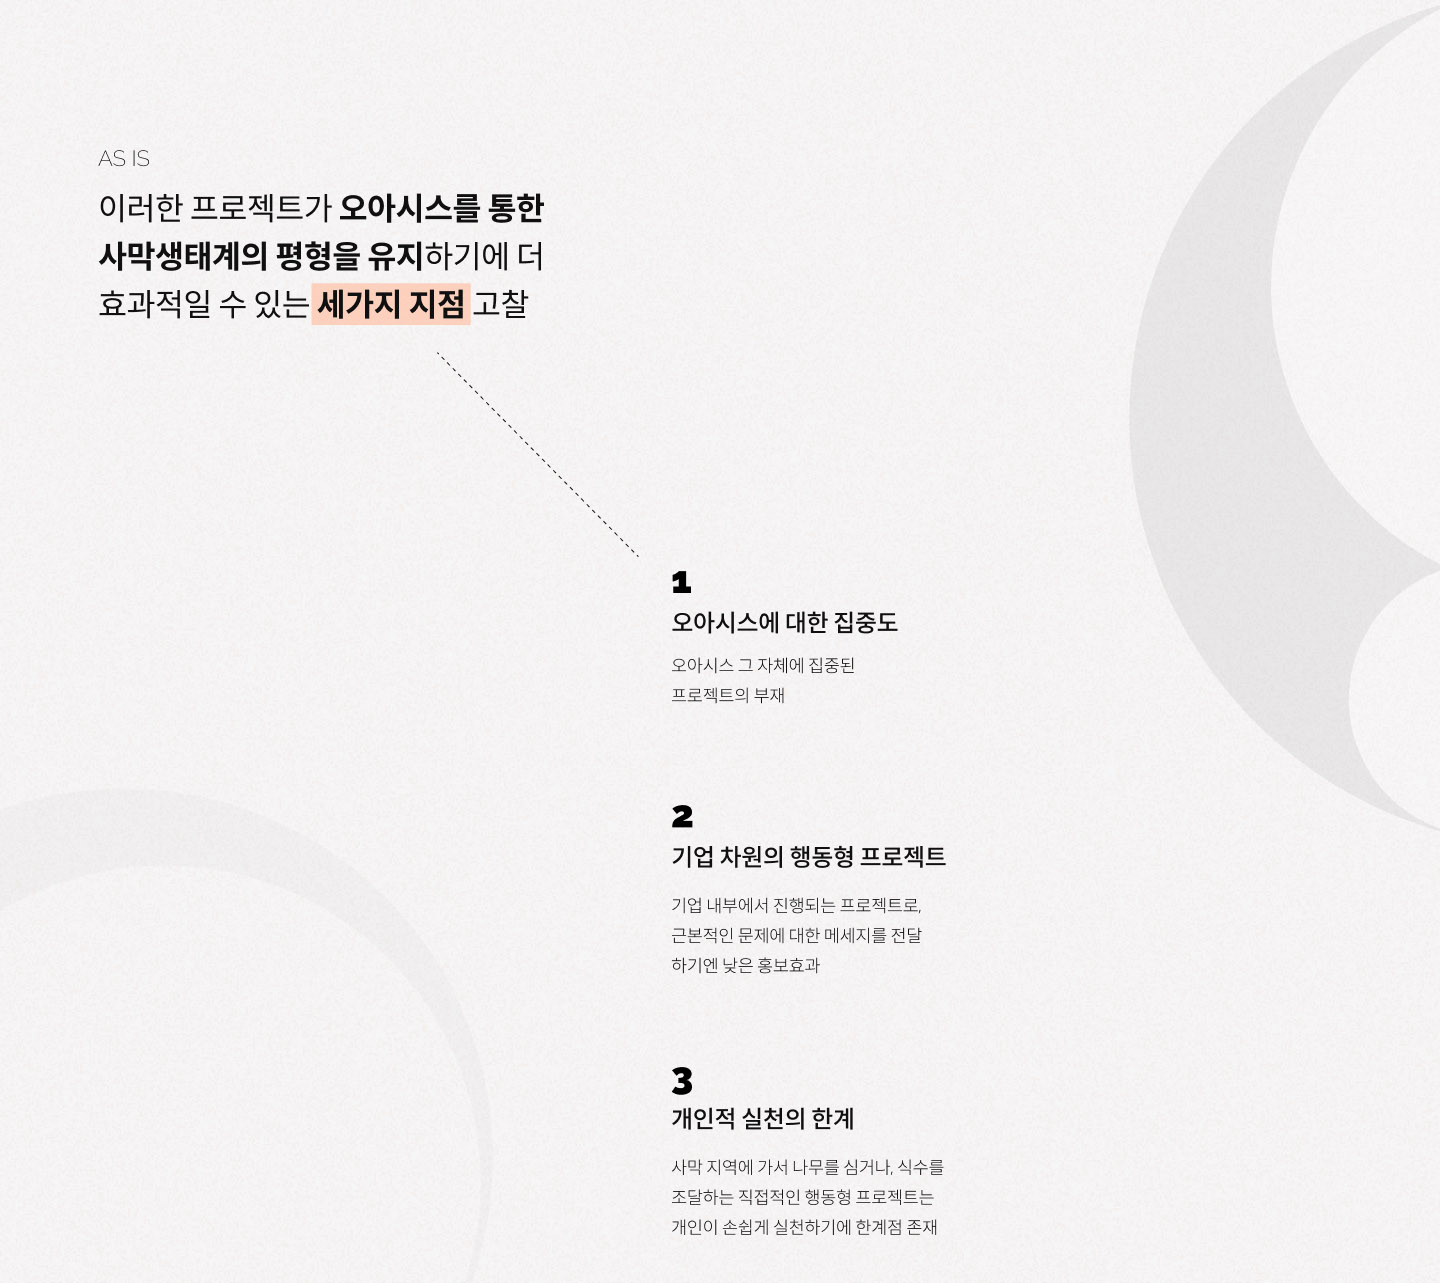 AS IS
이러한 프로젝트가 오아시스를 통한
사막생태계의 평형을 유지하기에 더
효과적일 수 있는 세가지 지점 고찰
1
오아시스에 대한 집중도
오아시스 그 자체에 집중된
프로젝트의 부재
2
기업 차원의 행동형 프로젝트
기업 내부에서 진행되는 프로젝트로,
근본적인 문제에 대한 메세지를 전달
하기엔 낮은 홍보효과
3
개인적 실천의 한계
사막 지역에 가서 나무를 심거나, 식수를
조달하는 직접적인 행동형 프로젝트는
개인이 손쉽게 실천하기에 한계점 존재